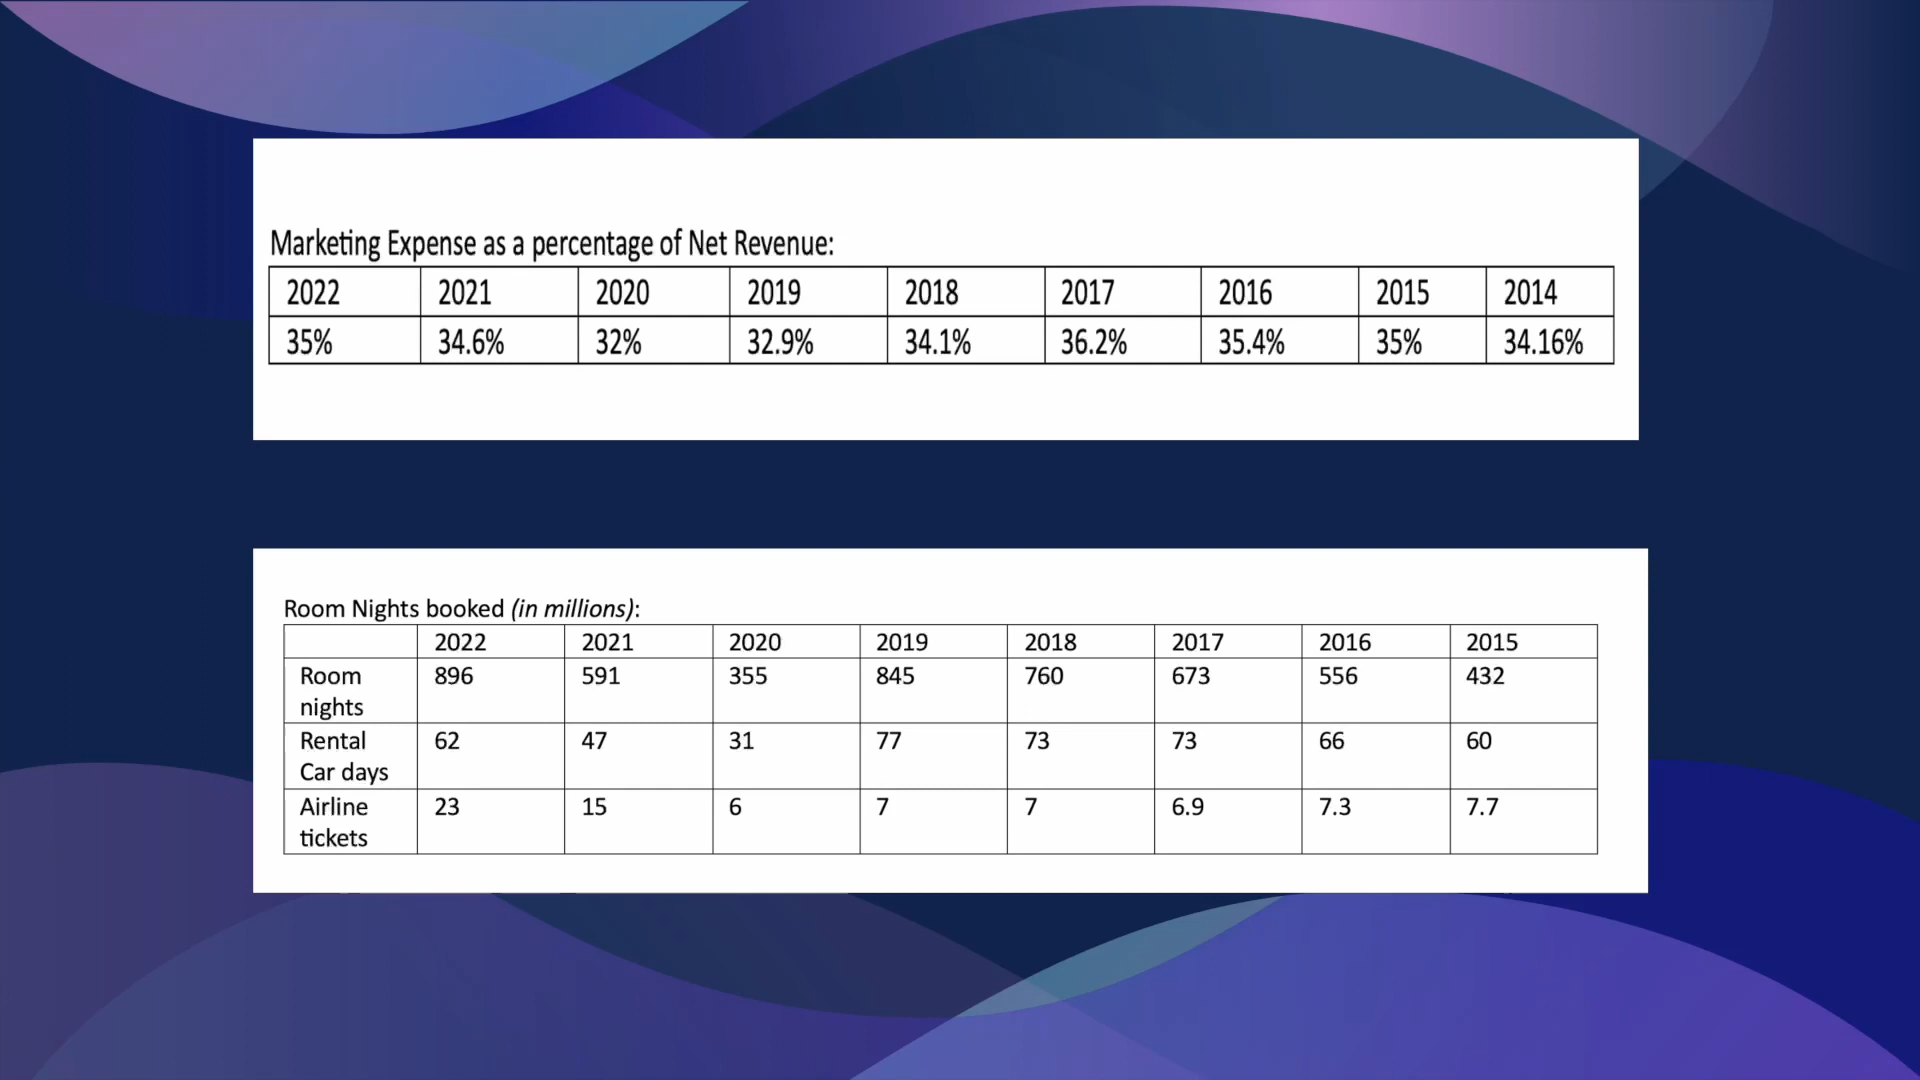 Marketing Expense as a percentage of Net Revenue:
2022 2021 2020 2019 2018 2017 2016 2015 2014
35% 34.6% 32% 32.9% 34.1% 36.2% 35.4% 35% 34.16%
Room Nights booked (in millions):
2022 2021 2020 2019 2018 2017 2016 2015
Room 896 591 355 845 760 673 556 432
nights
Rental 62 47 31 77 73 73 66 60
Car days
Airline 23 15 6 7 7 6.9 7.3 7.7
tickets